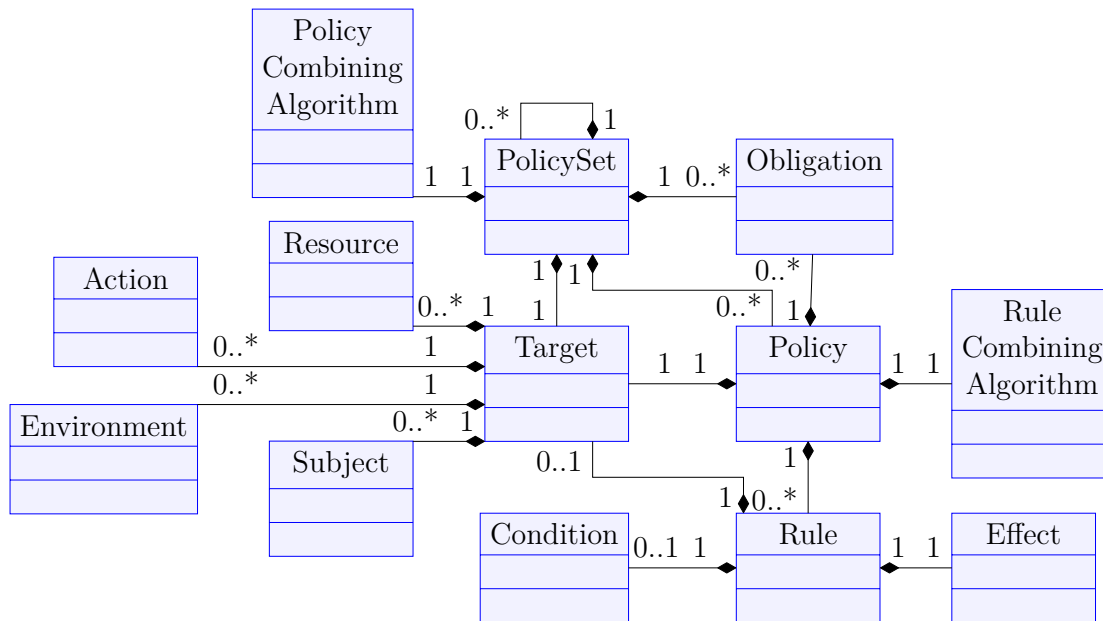 Policy
Combining
Algorithm
0..*
1
PolicySet
Obligation
1
1
1
0..*
Resource
1
1
0..*
Action
0..*
1
1
0..*
1
Rule
Combining
Algorithm
0..*
1
Target
Policy
1
1
1
1
0..*
1
Environment
0..*
1
Subject
0..1
1
1
0..*
Condition
Rule
Effect
0..1
1
1
1